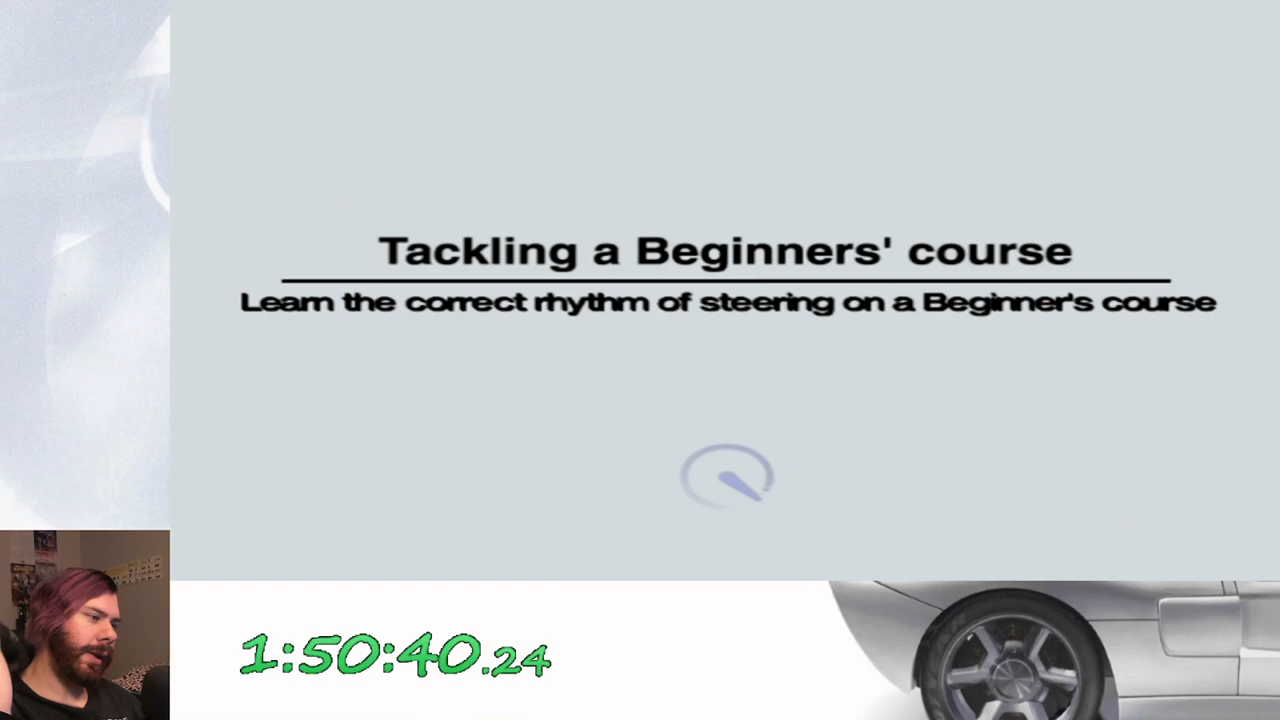 Tackling a Beginners' course
Learn the correct rhythm of steering on a Beginner's course
1:50:40.24